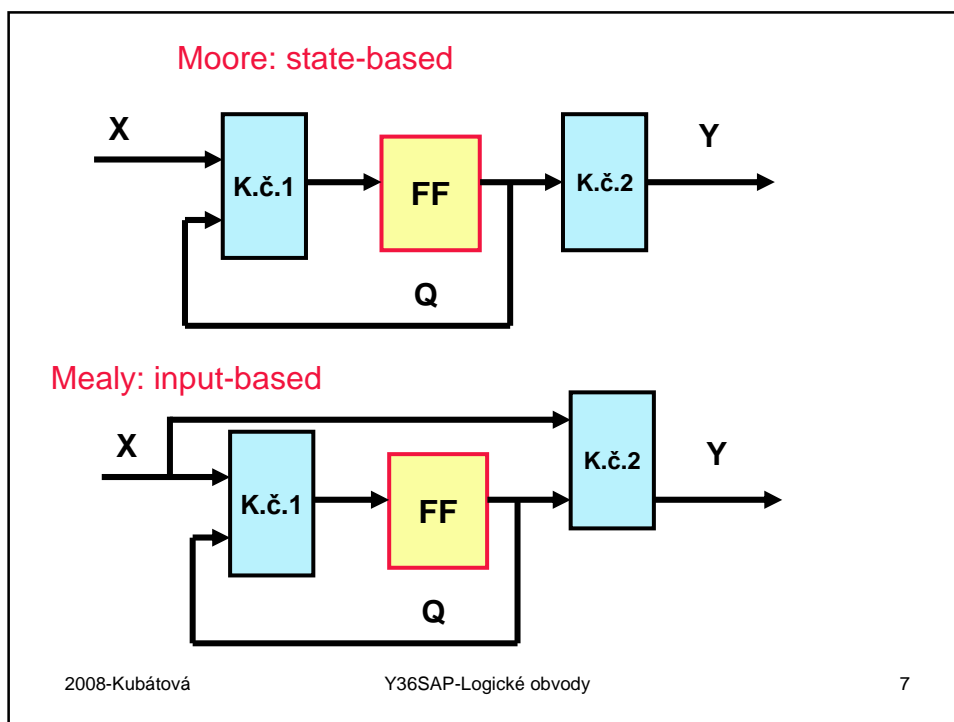 Moore: state-based
X
K.č.1
FF
K.č.2
Y
Q
Mealy: input-based
X
K.č.1
FF
K.č.2
Y
Q
2008-Kubátová Y36SAP-Logické obvody 7